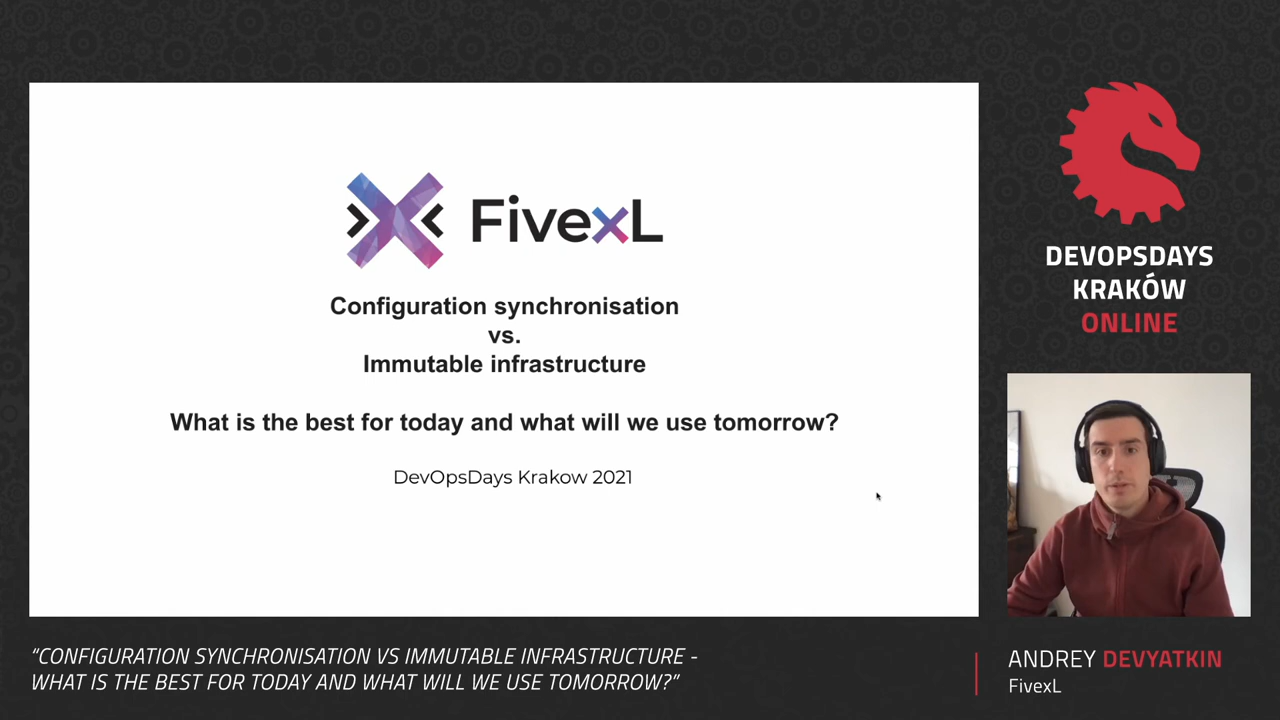 FivexL
Configuration synchronisation
vs.
Immutable infrastructure
What is the best for today and what will we use tomorrow?
DevOpsDays Krakow 2021
DEVOPSDAYS
KRAKÓW
ONLINE
“CONFIGURATION SYNCHRONISATION VS IMMUTABLE INFRASTRUCTURE -
WHAT IS THE BEST FOR TODAY AND WHAT WILL WE USE TOMORROW?”
ANDREY DEVYATKIN
FivexL